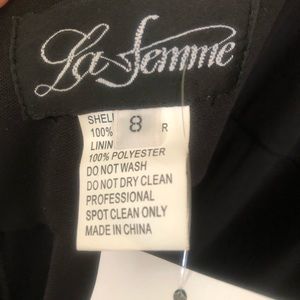 La Femme
SHELL
8
R
100%
LININ
100% POLYESTER
DO NOT WASH
DO NOT DRY CLEAN
PROFESSIONAL
SPOT CLEAN ONLY
MADE IN CHINA